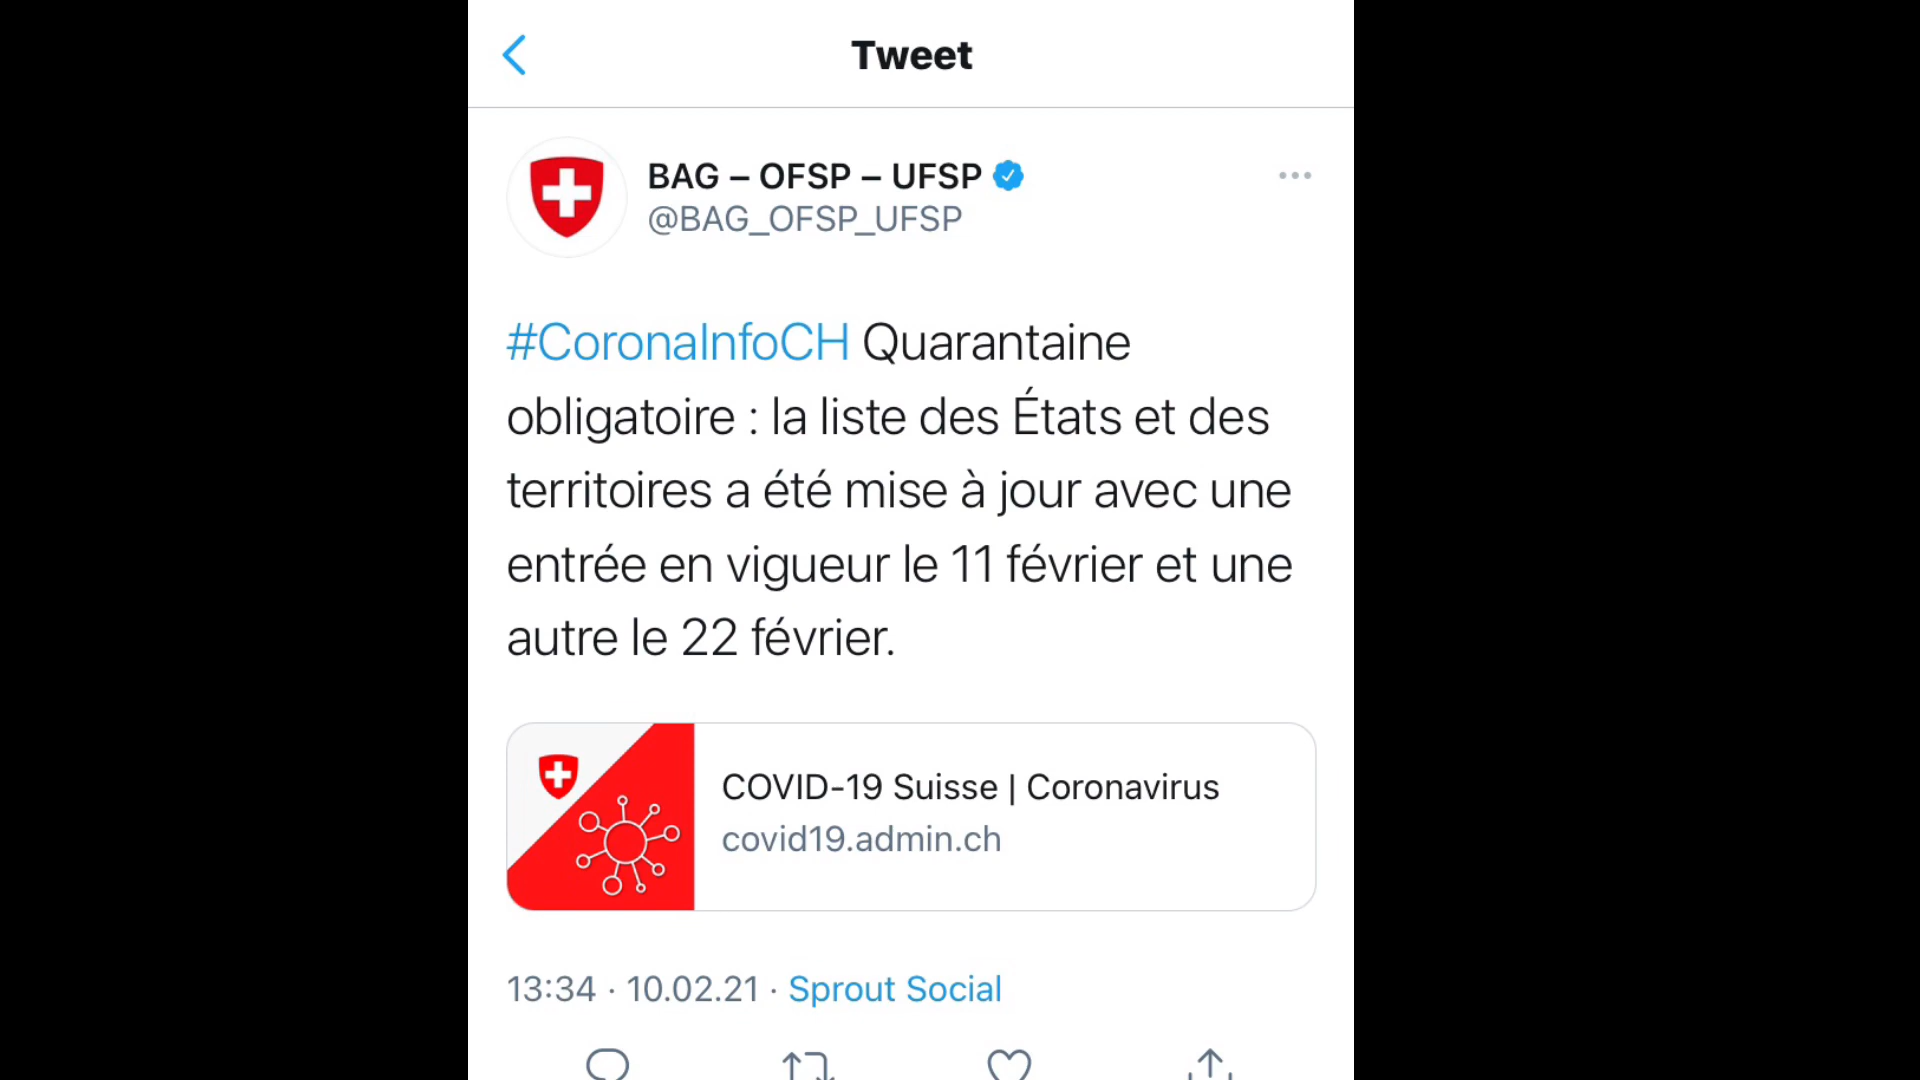 Tweet
BAG – OFSP – UFSP
@BAG_OFSP_UFSP
#CoronaInfoCH Quarantaine
obligatoire : la liste des États et des
territoires a été mise à jour avec une
entrée en vigueur le 11 février et une
autre le 22 février.
COVID-19 Suisse | Coronavirus
covid19.admin.ch
13:34 · 10.02.21 · Sprout Social